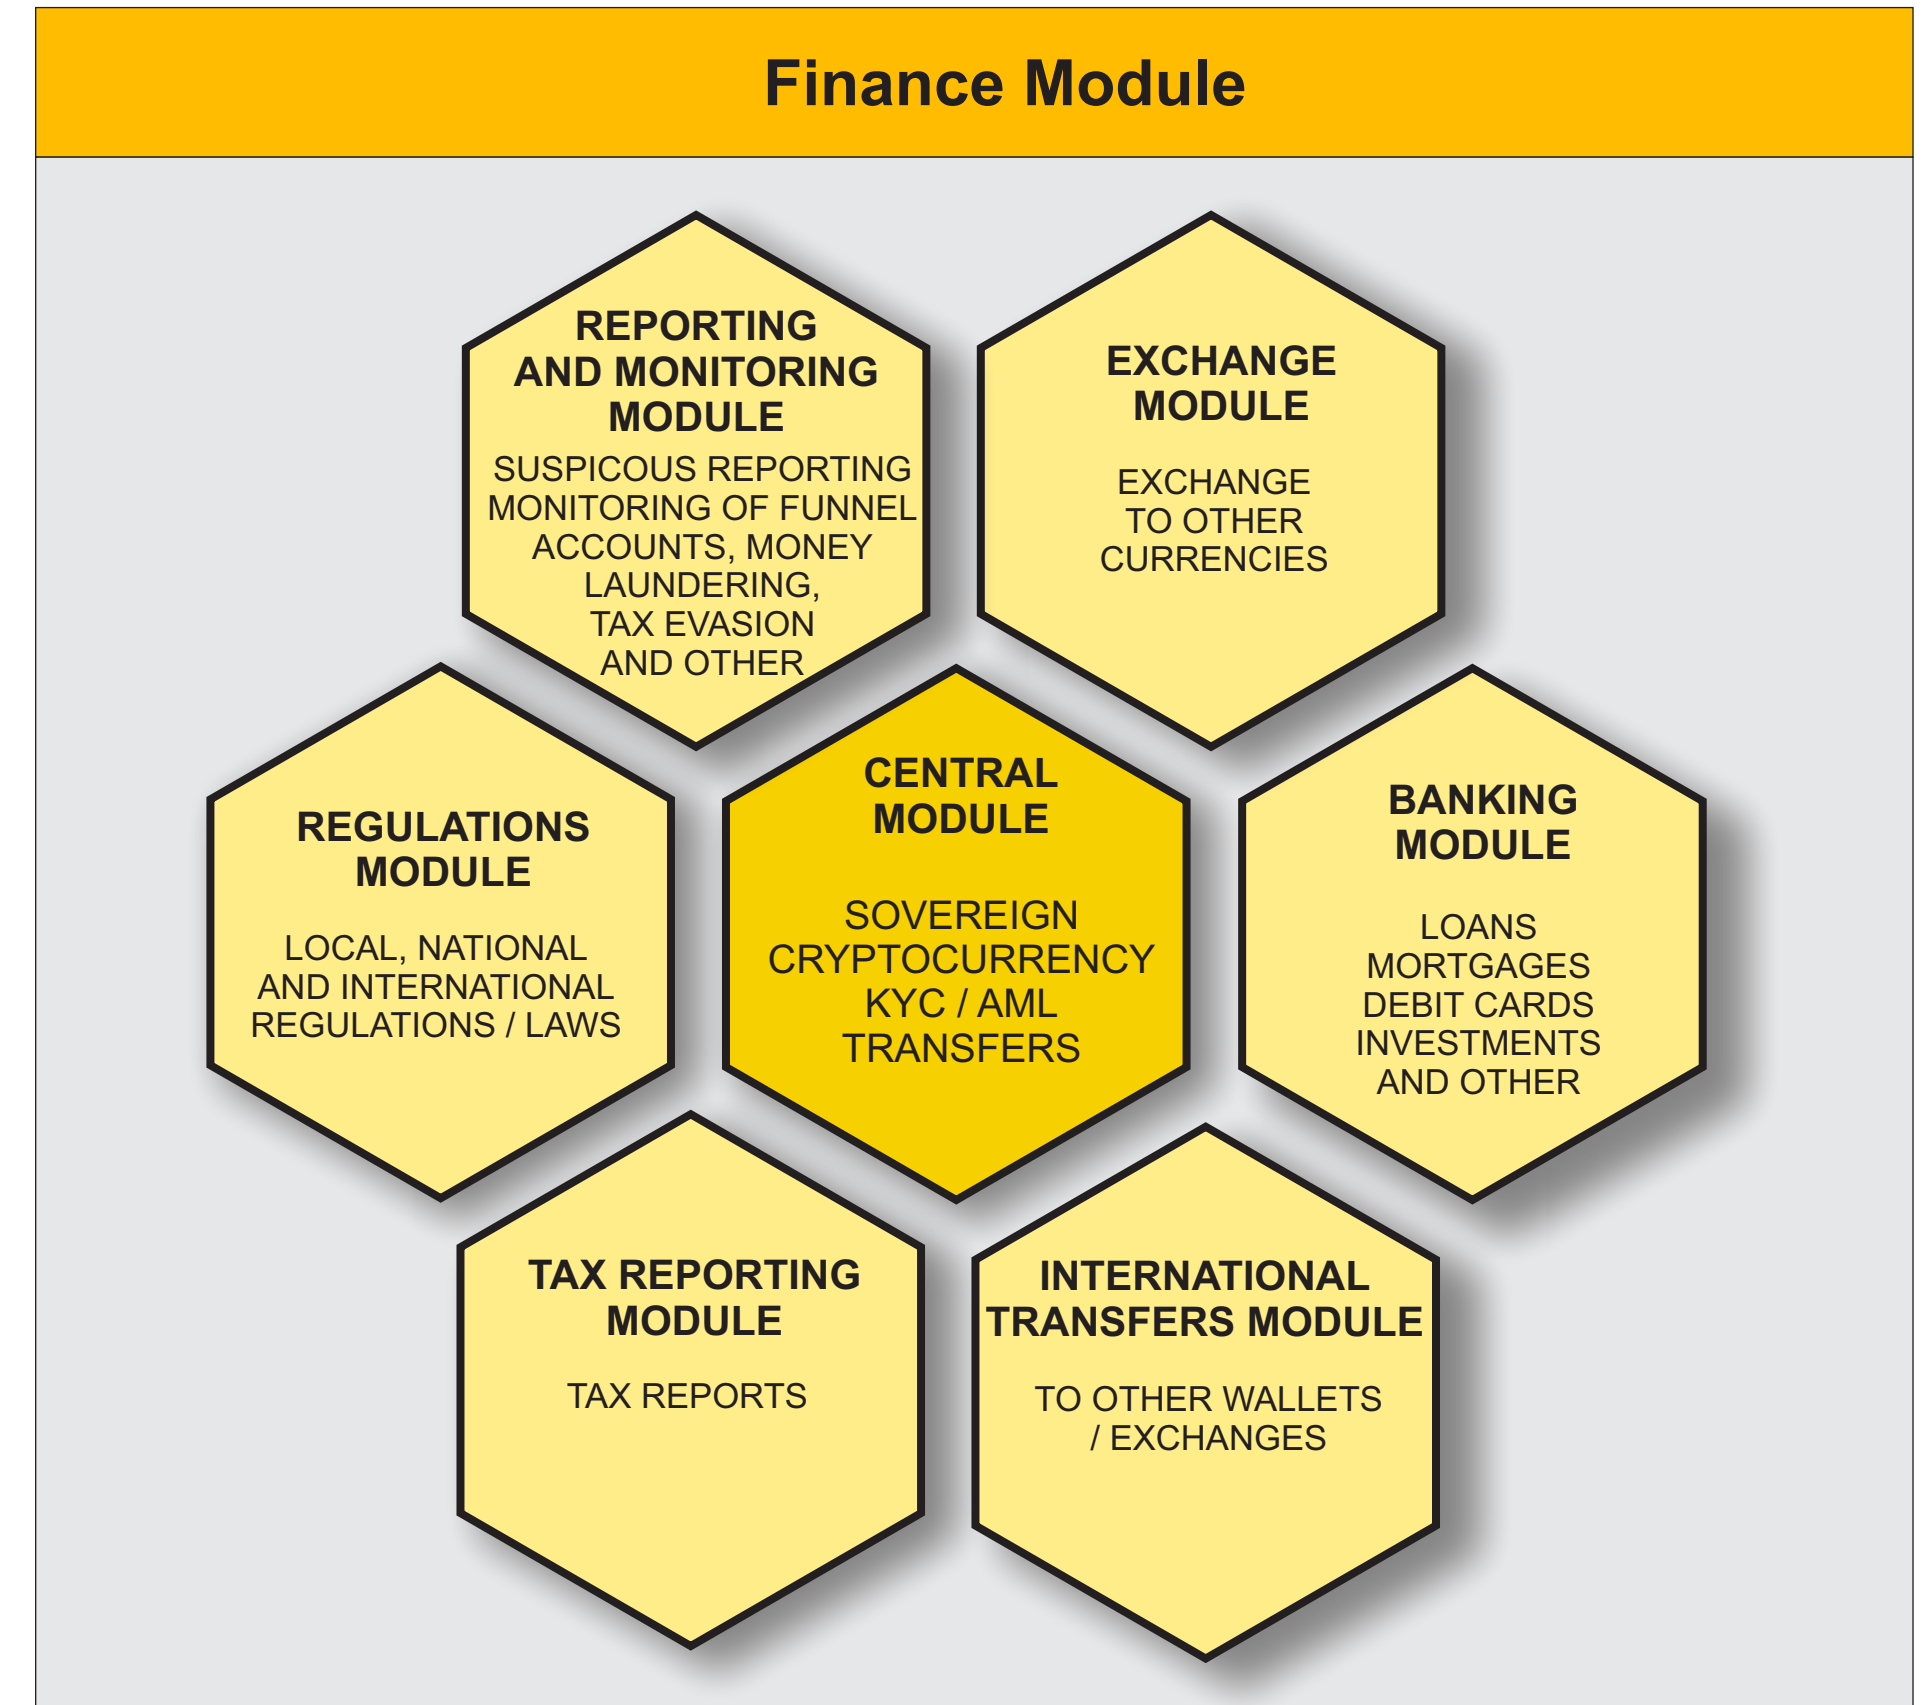 Finance Module
REPORTING
AND MONITORING
MODULE
SUSPICOUS REPORTING
MONITORING OF FUNNEL
ACCOUNTS, MONEY
LAUNDERING,
TAX EVASION
AND OTHER
EXCHANGE
MODULE
EXCHANGE
TO OTHER
CURRENCIES
REGULATIONS
MODULE
LOCAL, NATIONAL
AND INTERNATIONAL
REGULATIONS / LAWS
CENTRAL
MODULE
SOVEREIGN
CRYPTOCURRENCY
KYC / AML
TRANSFERS
BANKING
MODULE
LOANS
MORTGAGES
DEBIT CARDS
INVESTMENTS
AND OTHER
TAX REPORTING
MODULE
TAX REPORTS
INTERNATIONAL
TRANSFERS MODULE
TO OTHER WALLETS
/ EXCHANGES